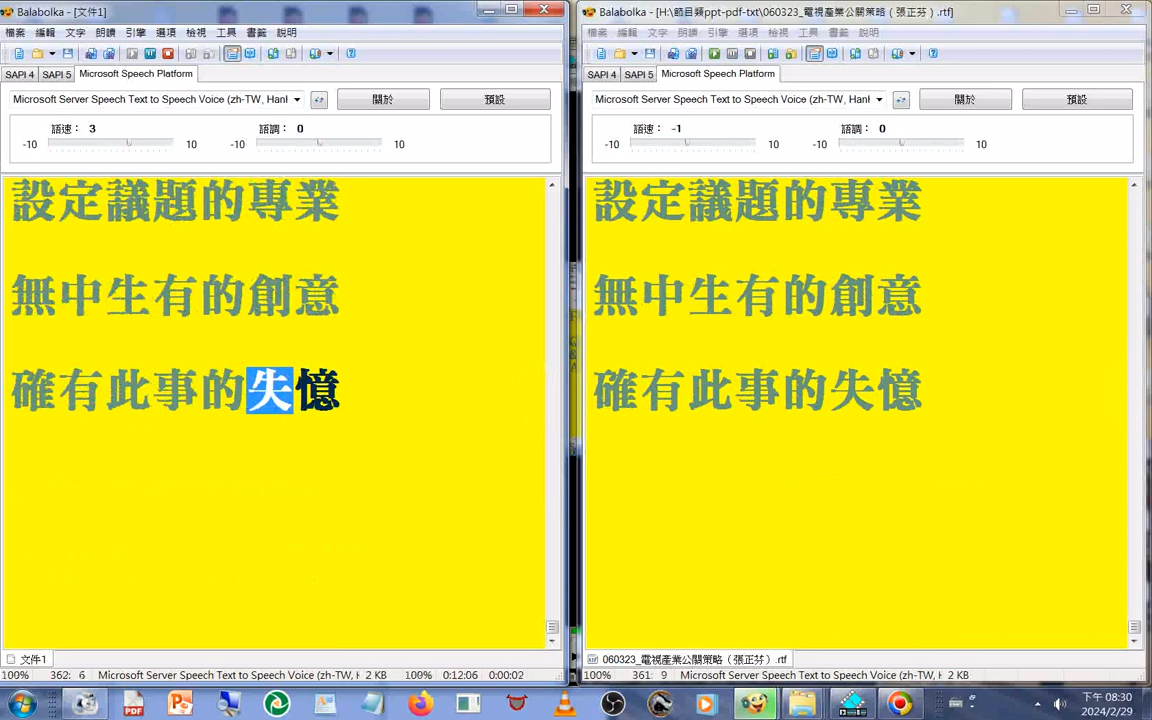 Balabolka - [文件1]
檔案 編輯 文字 朗讀 引擎 選項 檢視 工具 書籤 說明
SAPI 4 SAPI 5 Microsoft Speech Platform
Microsoft Server Speech Text to Speech Voice (zh-TW, Hanl 關於 預設
語速： 3 語調： 0
-10 10 -10 10
設定議題的專業
無中生有的創意
確有此事的失憶
文件1
100% 362: 6 Microsoft Server Speech Text to Speech Voice (zh-TW, H 2 KB 100% 0:12:06 0:00:02
Balabolka - [H:\節目類ppt-pdf-txt\060323_電視產業公關策略（張正芬）.rtf]
檔案 編輯 文字 朗讀 引擎 選項 檢視 工具 書籤 說明
SAPI 4 SAPI 5 Microsoft Speech Platform
Microsoft Server Speech Text to Speech Voice (zh-TW, Hanl 關於 預設
語速： -1 語調： 0
-10 10 -10 10
設定議題的專業
無中生有的創意
確有此事的失憶
060323_電視產業公關策略（張正芬）.rtf
100% 361: 9 Microsoft Server Speech Text to Speech Voice (zh-TW, H 2 KB
PDF
下午 08:30
2024/2/29